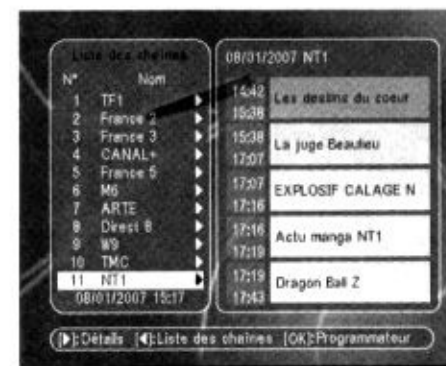 Liste des chaînes
N° Nom
1 TF1
2 France 2
3 France 3
4 CANAL+
5 France 5
6 M6
7 ARTE
8 Direct 8
9 W9
10 TMC
11 NT1
08/01/2007 15:17
08/01/2007 NT1
14:42
Les destins du coeur
15:38
15:38
La juge Beaulieu
17:07
17:07
EXPLOSIF CALAGE N
17:16
17:16
Actu manga NT1
17:19
17:19
Dragon Ball Z
17:43
[▶]:Détails [◀]:Liste des chaînes [OK]:Programmateur